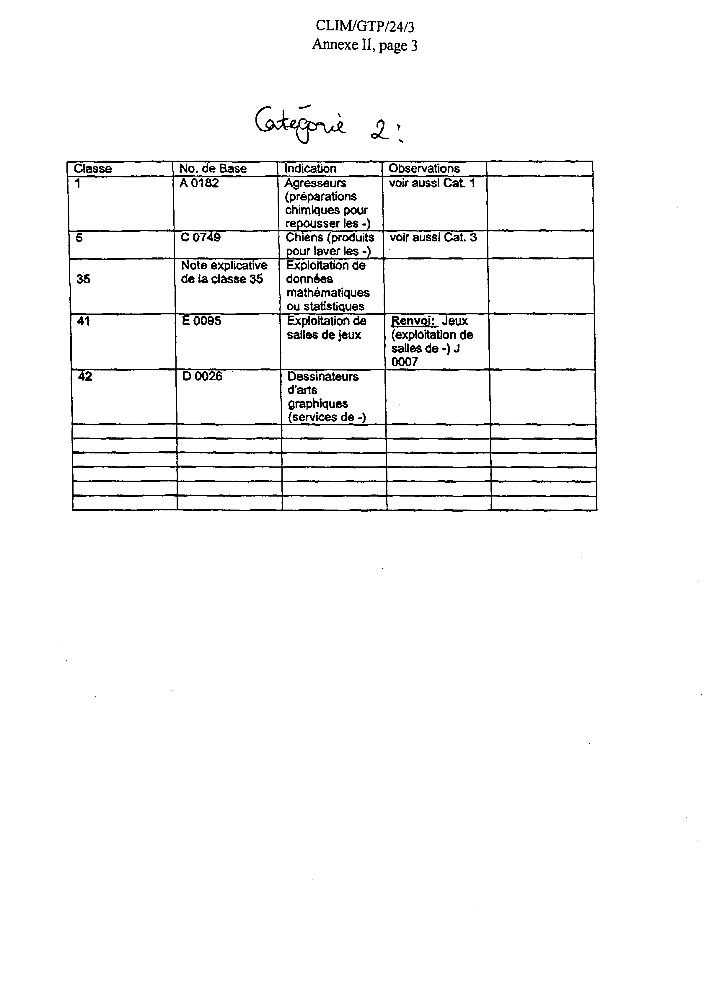 CLIM/GTP/24/3
Annexe II, page 3
Catégorie 2:
Classe No. de Base Indication Observations
1 A 0182 Agresseurs voir aussi Cat. 1
(préparations
chimiques pour
repousser les -)
5 C 0749 Chiens (produits voir aussi Cat. 3
pour laver les -)
Note explicative Exploitation de
35 de la classe 35 données
mathématiques
ou statistiques
41 E 0095 Exploitation de Renvoi: Jeux
salles de jeux (exploitation de
salles de -) J
0007
42 D 0026 Dessinateurs
d'arts
graphiques
(services de -)